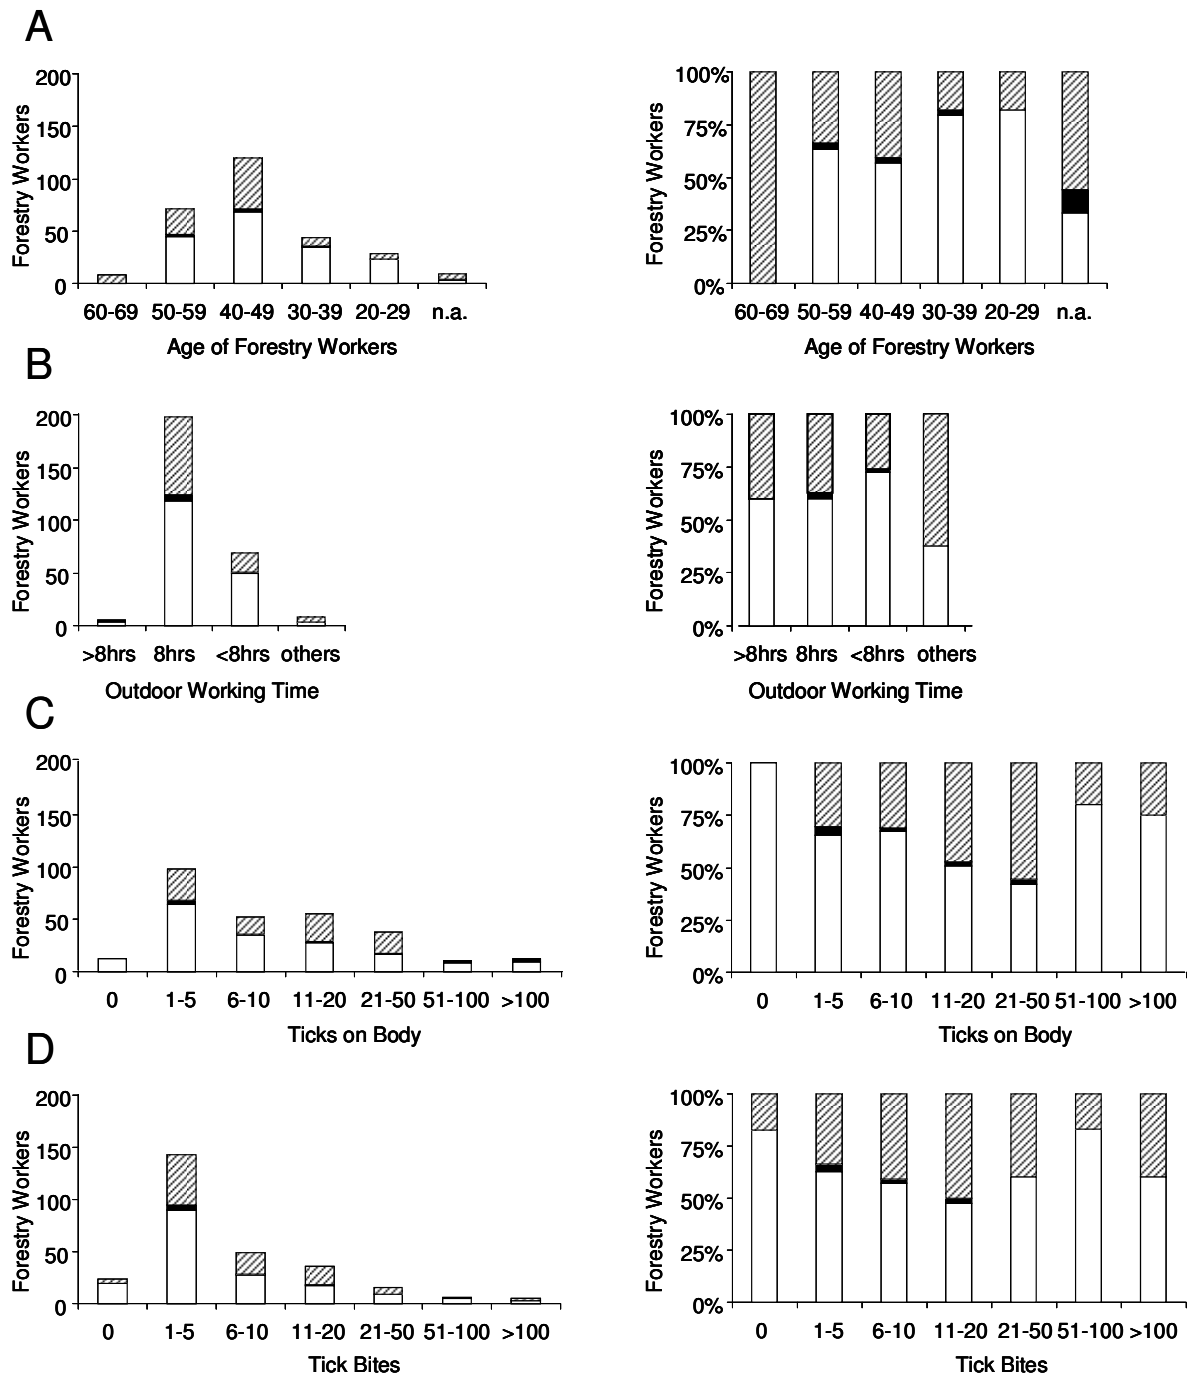 A
200
150
100
50
0
Forestry Workers
60-69 50-59 40-49 30-39 20-29 n.a.
Age of Forestry Workers
100%
75%
50%
25%
0%
Forestry Workers
60-69 50-59 40-49 30-39 20-29 n.a.
Age of Forestry Workers
B
200
150
100
50
0
Forestry Workers
>8hrs 8hrs <8hrs others
Outdoor Working Time
100%
75%
50%
25%
0%
Forestry Workers
>8hrs 8hrs <8hrs others
Outdoor Working Time
C
200
150
100
50
0
Forestry Workers
0 1-5 6-10 11-20 21-50 51-100 >100
Ticks on Body
100%
75%
50%
25%
0%
Forestry Workers
0 1-5 6-10 11-20 21-50 51-100 >100
Ticks on Body
D
200
150
100
50
0
Forestry Workers
0 1-5 6-10 11-20 21-50 51-100 >100
Tick Bites
100%
75%
50%
25%
0%
Forestry Workers
0 1-5 6-10 11-20 21-50 51-100 >100
Tick Bites